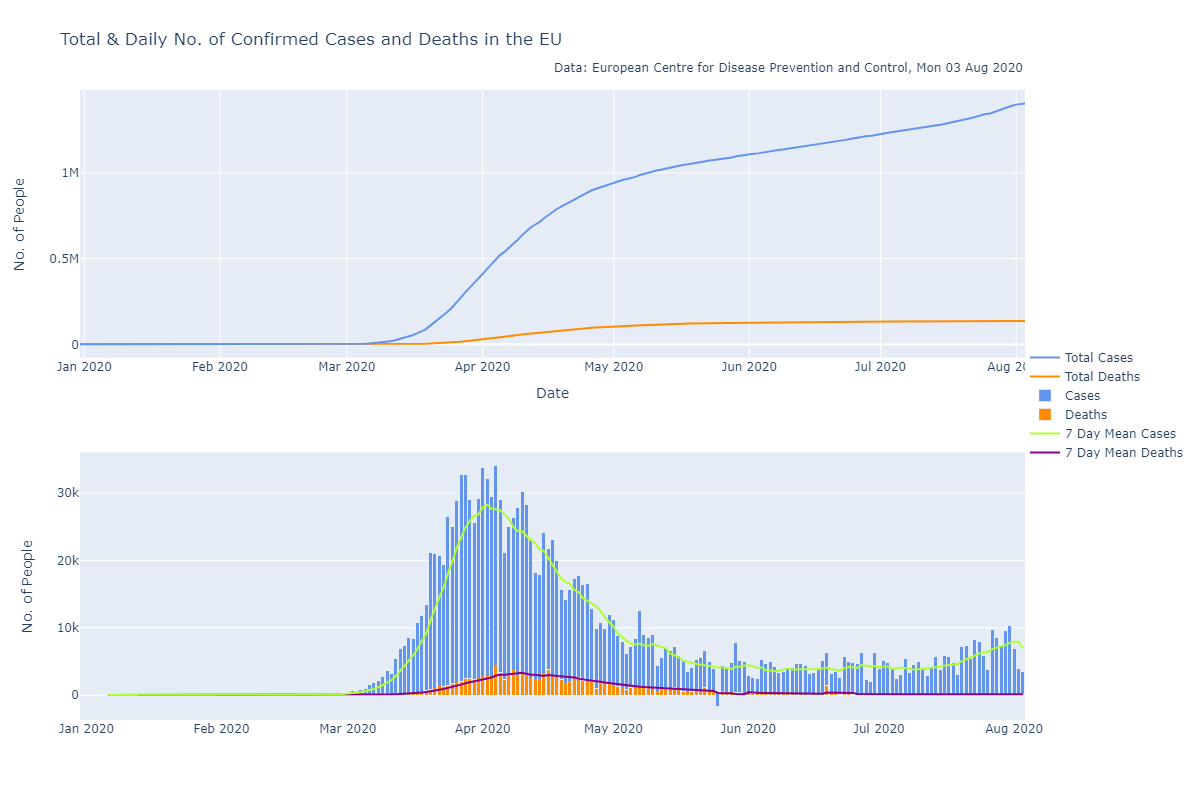 Total & Daily No. of Confirmed Cases and Deaths in the EU
Data: European Centre for Disease Prevention and Control, Mon 03 Aug 2020
No. of People
1M
0.5M
0
Jan 2020 Feb 2020 Mar 2020 Apr 2020 May 2020 Jun 2020 Jul 2020 Aug 2
Date
Total Cases
Total Deaths
Cases
Deaths
7 Day Mean Cases
7 Day Mean Deaths
No. of People
30k
20k
10k
0
Jan 2020 Feb 2020 Mar 2020 Apr 2020 May 2020 Jun 2020 Jul 2020 Aug 2020